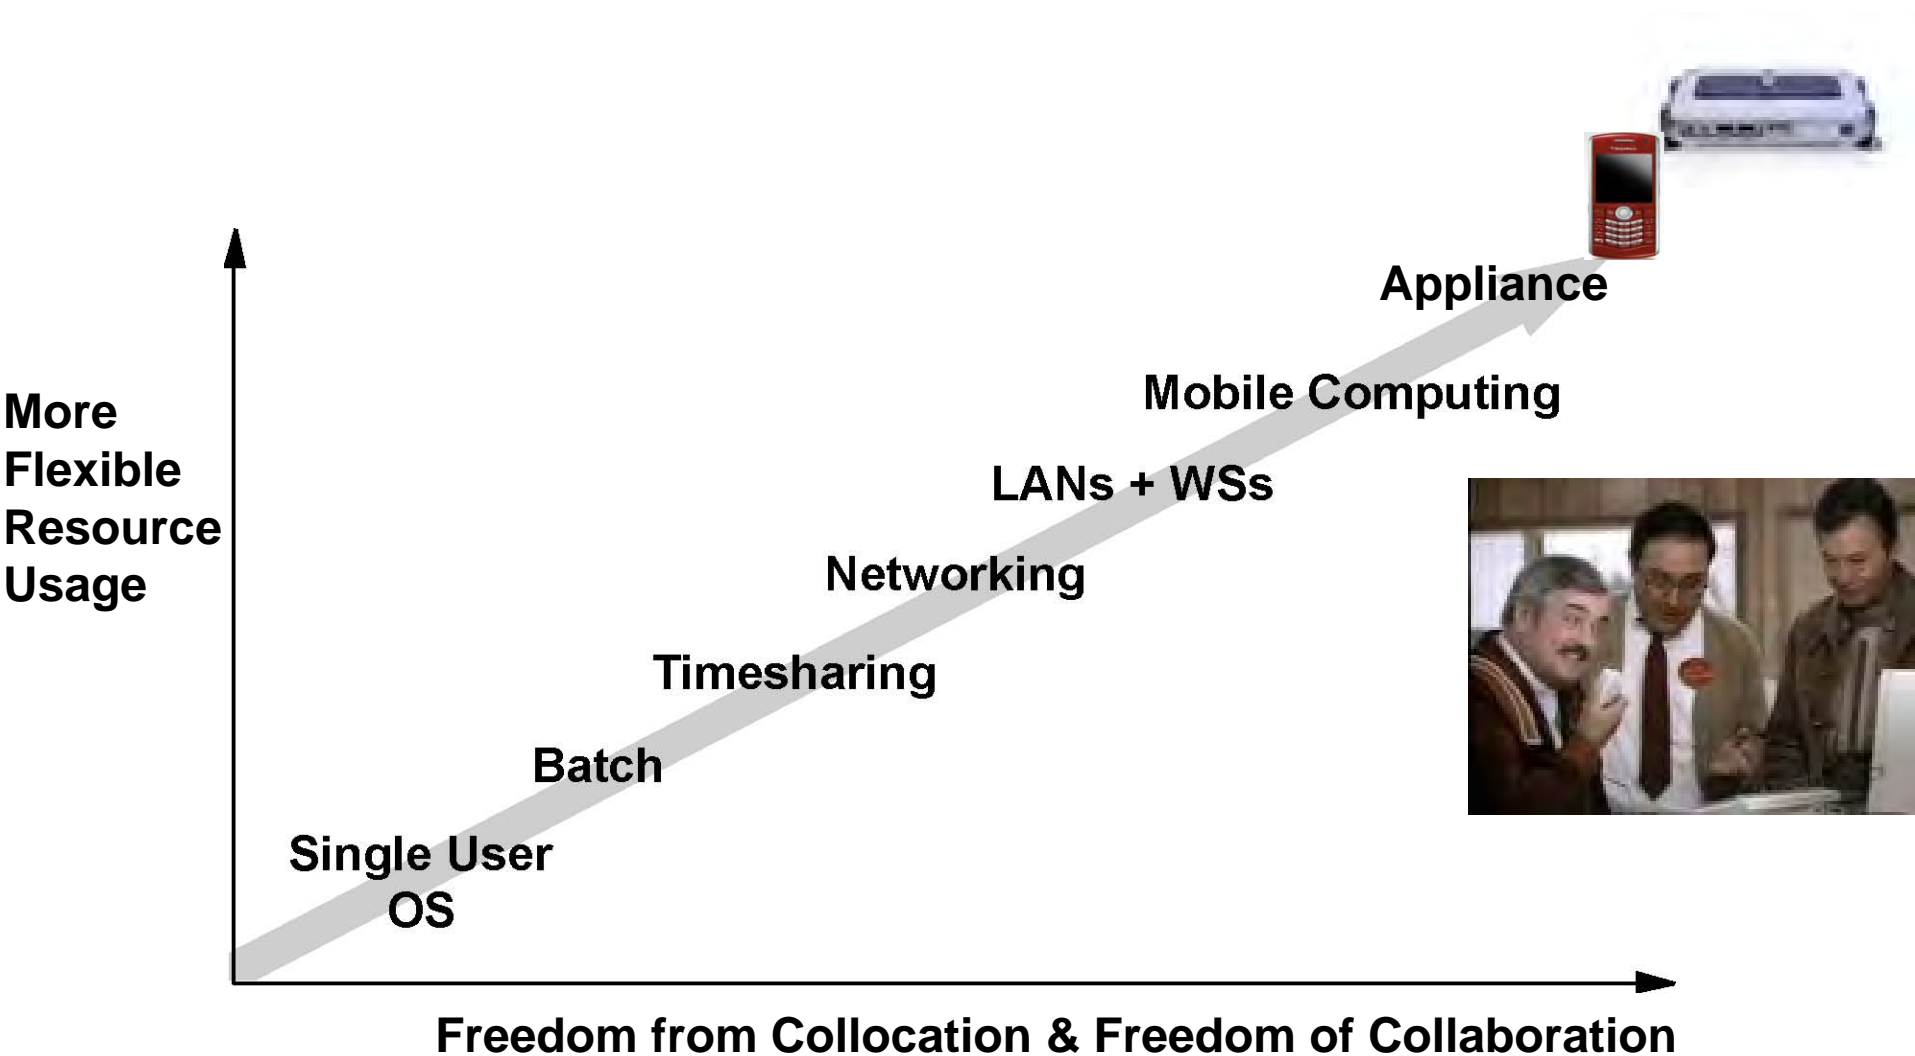 Appliance
Mobile Computing
LANs + WSs
Networking
Timesharing
Batch
Single User
OS
More
Flexible
Resource
Usage
Freedom from Collocation & Freedom of Collaboration